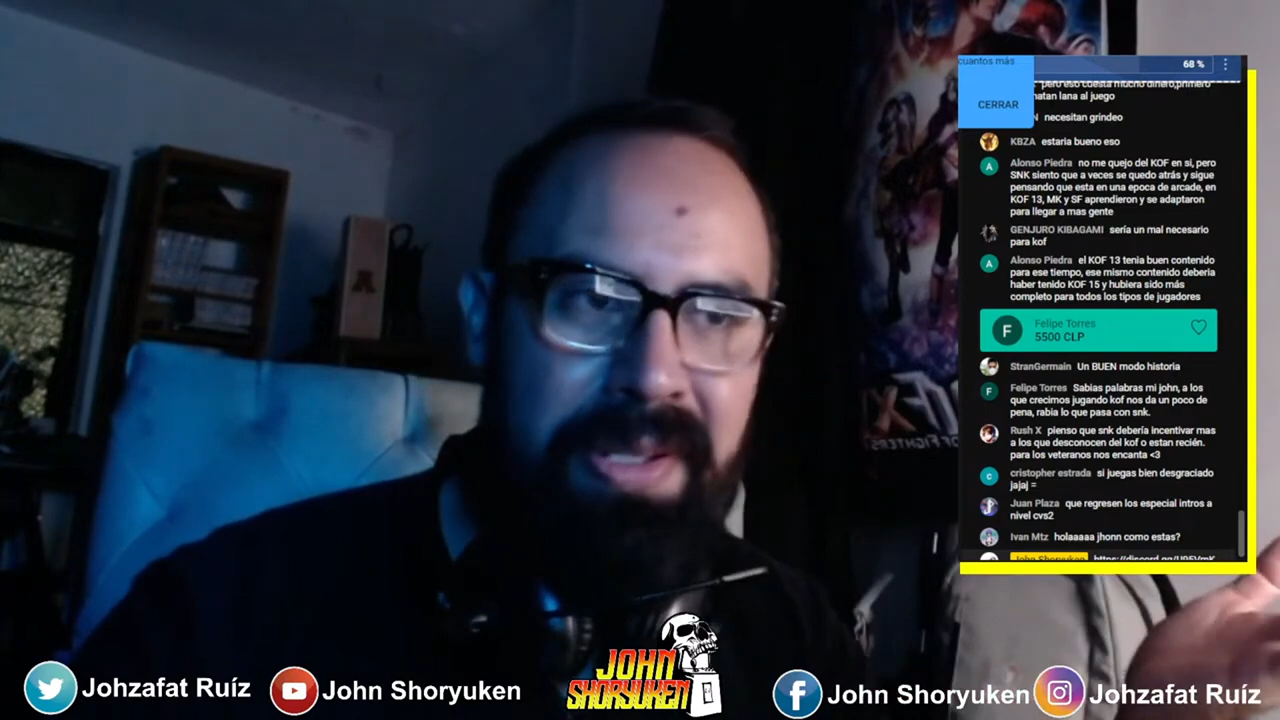 cuantos más
68 %
CERRAR
pero eso cuesta mucho dinero,primero
matan lana al juego
necesitan grindeo
KBZA estaria bueno eso
Alonso Piedra no me quejo del KOF en si, pero
SNK siento que a veces se quedo atrás y sigue
pensando que esta en una epoca de arcade, en
KOF 13, MK y SF aprendieron y se adaptaron
para llegar a mas gente
GENJURO KIBAGAMI sería un mal necesario
para kof
Alonso Piedra el KOF 13 tenia buen contenido
para ese tiempo, ese mismo contenido deberia
haber tenido KOF 15 y hubiera sido más
completo para todos los tipos de jugadores
F
Felipe Torres
5500 CLP
StranGermain Un BUEN modo historia
Felipe Torres Sabias palabras mi john, a los
que crecimos jugando kof nos da un poco de
pena, rabia lo que pasa con snk.
Rush X pienso que snk debería incentivar mas
a los que desconocen del kof o estan recién.
para los veteranos nos encanta <3
cristopher estrada si juegas bien desgraciado
jajaj =
Juan Plaza que regresen los especial intros a
nivel cvs2
Ivan Mtz holaaaaa jhonn como estas?
John Shoryuken
Johzafat Ruíz
John Shoryuken
JOHN
SHORYUKEN
John Shoryuken
Johzafat Ruíz